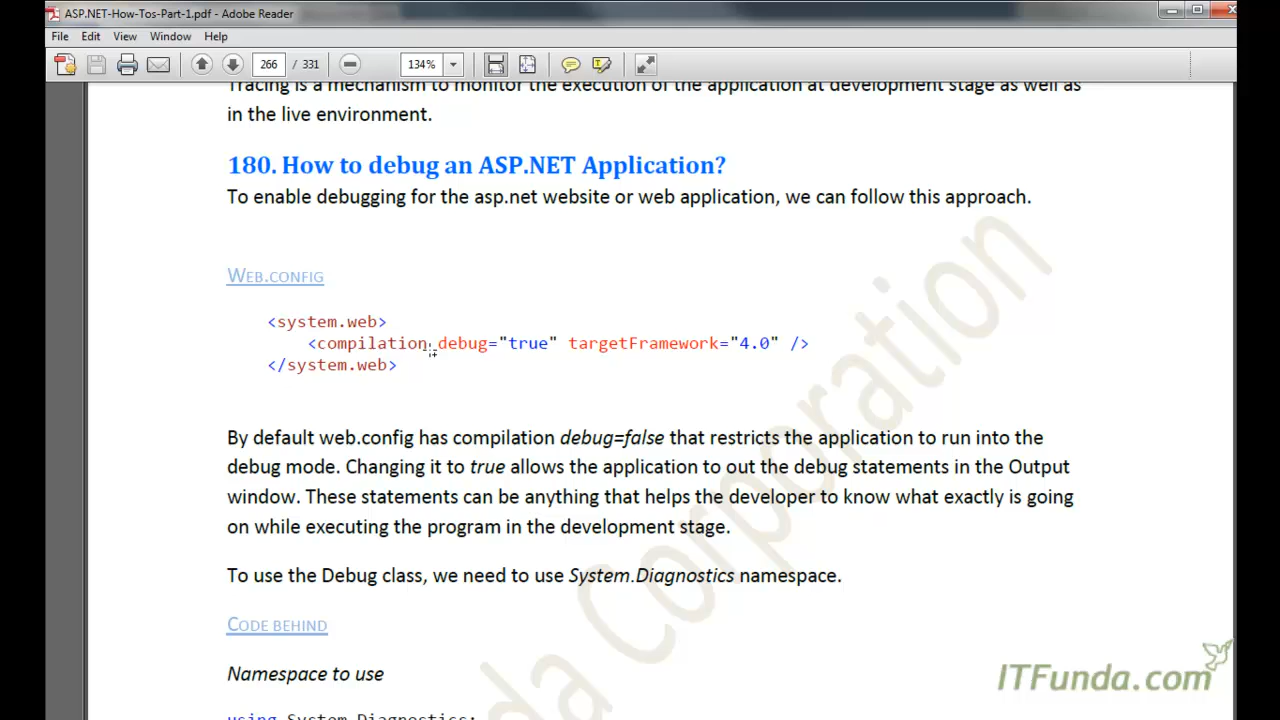 ASP.NET-How-Tos-Part-1.pdf - Adobe Reader
File Edit View Window Help
266 / 331 134%
Tracing is a mechanism to monitor the execution of the application at development stage as well as
in the live environment.
180. How to debug an ASP.NET Application?
To enable debugging for the asp.net website or web application, we can follow this approach.
WEB.CONFIG
<system.web>
<compilation debug="true" targetFramework="4.0" />
</system.web>
By default web.config has compilation debug=false that restricts the application to run into the
debug mode. Changing it to true allows the application to out the debug statements in the Output
window. These statements can be anything that helps the developer to know what exactly is going
on while executing the program in the development stage.
To use the Debug class, we need to use System.Diagnostics namespace.
CODE BEHIND
Namespace to use
using System.Diagnostics;
nda Corporation
ITFunda.com